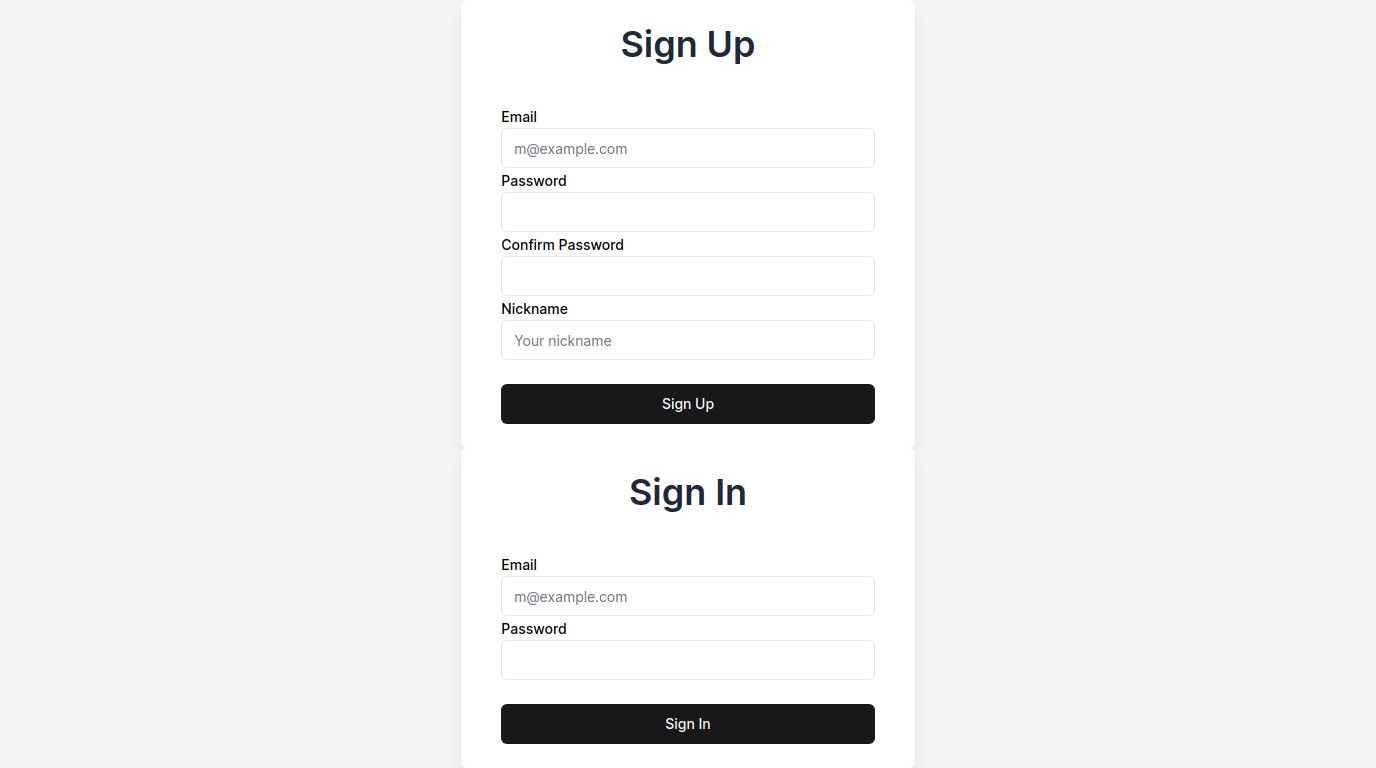 Sign Up
Email
m@example.com
Password
Confirm Password
Nickname
Your nickname
Sign Up
Sign In
Email
m@example.com
Password
Sign In